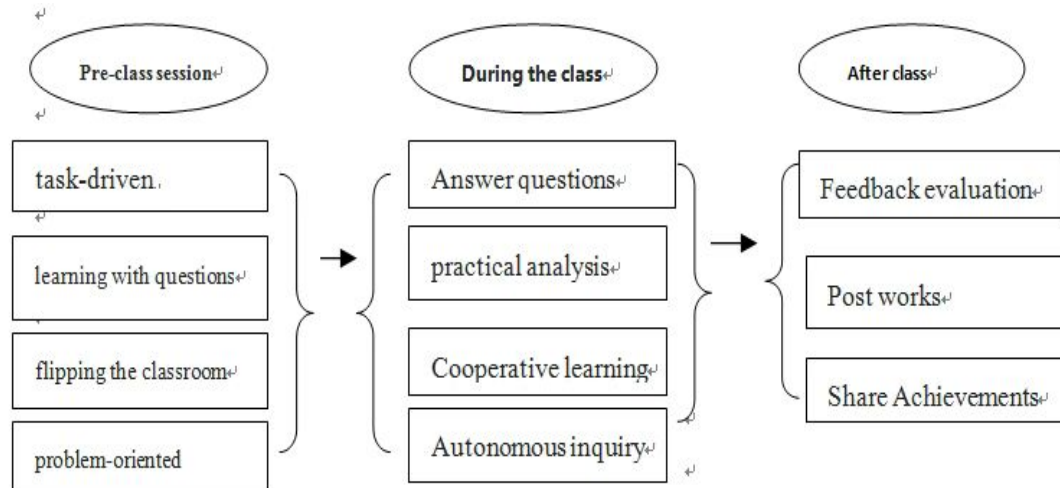 Pre-class session
During the class
After class
task-driven.
learning with questions
flipping the classroom
problem-oriented
Answer questions
practical analysis
Cooperative learning
Autonomous inquiry
Feedback evaluation
Post works
Share Achievements